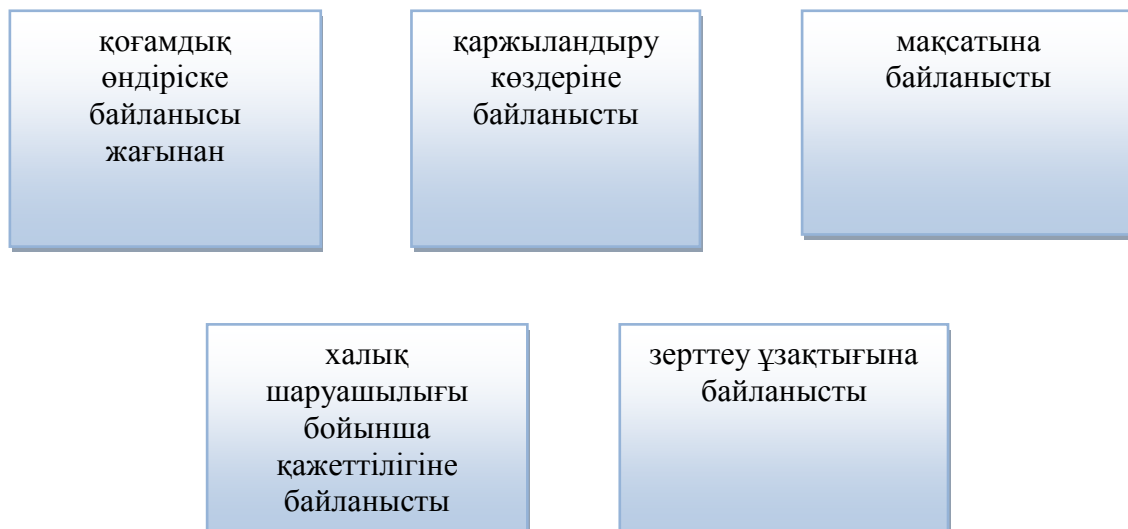 қоғамдық
өндіріске
байланысы
жағынан
қаржыландыру
көздеріне
байланысты
мақсатына
байланысты
халық
шаруашылығы
бойынша
қажеттілігіне
байланысты
зерттеу ұзақтығына
байланысты